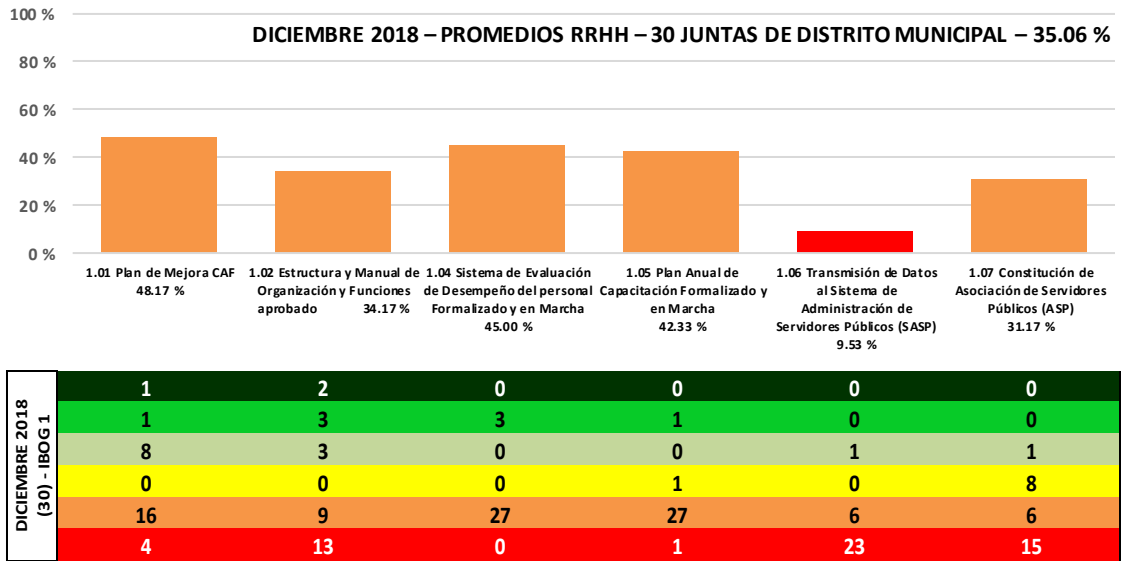 100 %
DICIEMBRE 2018 – PROMEDIOS RRHH – 30 JUNTAS DE DISTRITO MUNICIPAL – 35.06 %
80 %
60 %
40 %
20 %
0 %
1.01 Plan de Mejora CAF
48.17 %
1.02 Estructura y Manual de
Organización y Funciones
aprobado 34.17 %
1.04 Sistema de Evaluación
de Desempeño del personal
Formalizado y en Marcha
45.00 %
1.05 Plan Anual de
Capacitación Formalizado y
en Marcha
42.33 %
1.06 Transmisión de Datos
al Sistema de
Administración de
Servidores Públicos (SASP)
9.53 %
1.07 Constitución de
Asociación de Servidores
Públicos (ASP)
31.17 %
DICIEMBRE 2018
(30) - IBOG 1
1 2 0 0 0 0
1 3 3 1 0 0
8 3 0 0 1 1
0 0 0 1 0 8
16 9 27 27 6 6
4 13 0 1 23 15